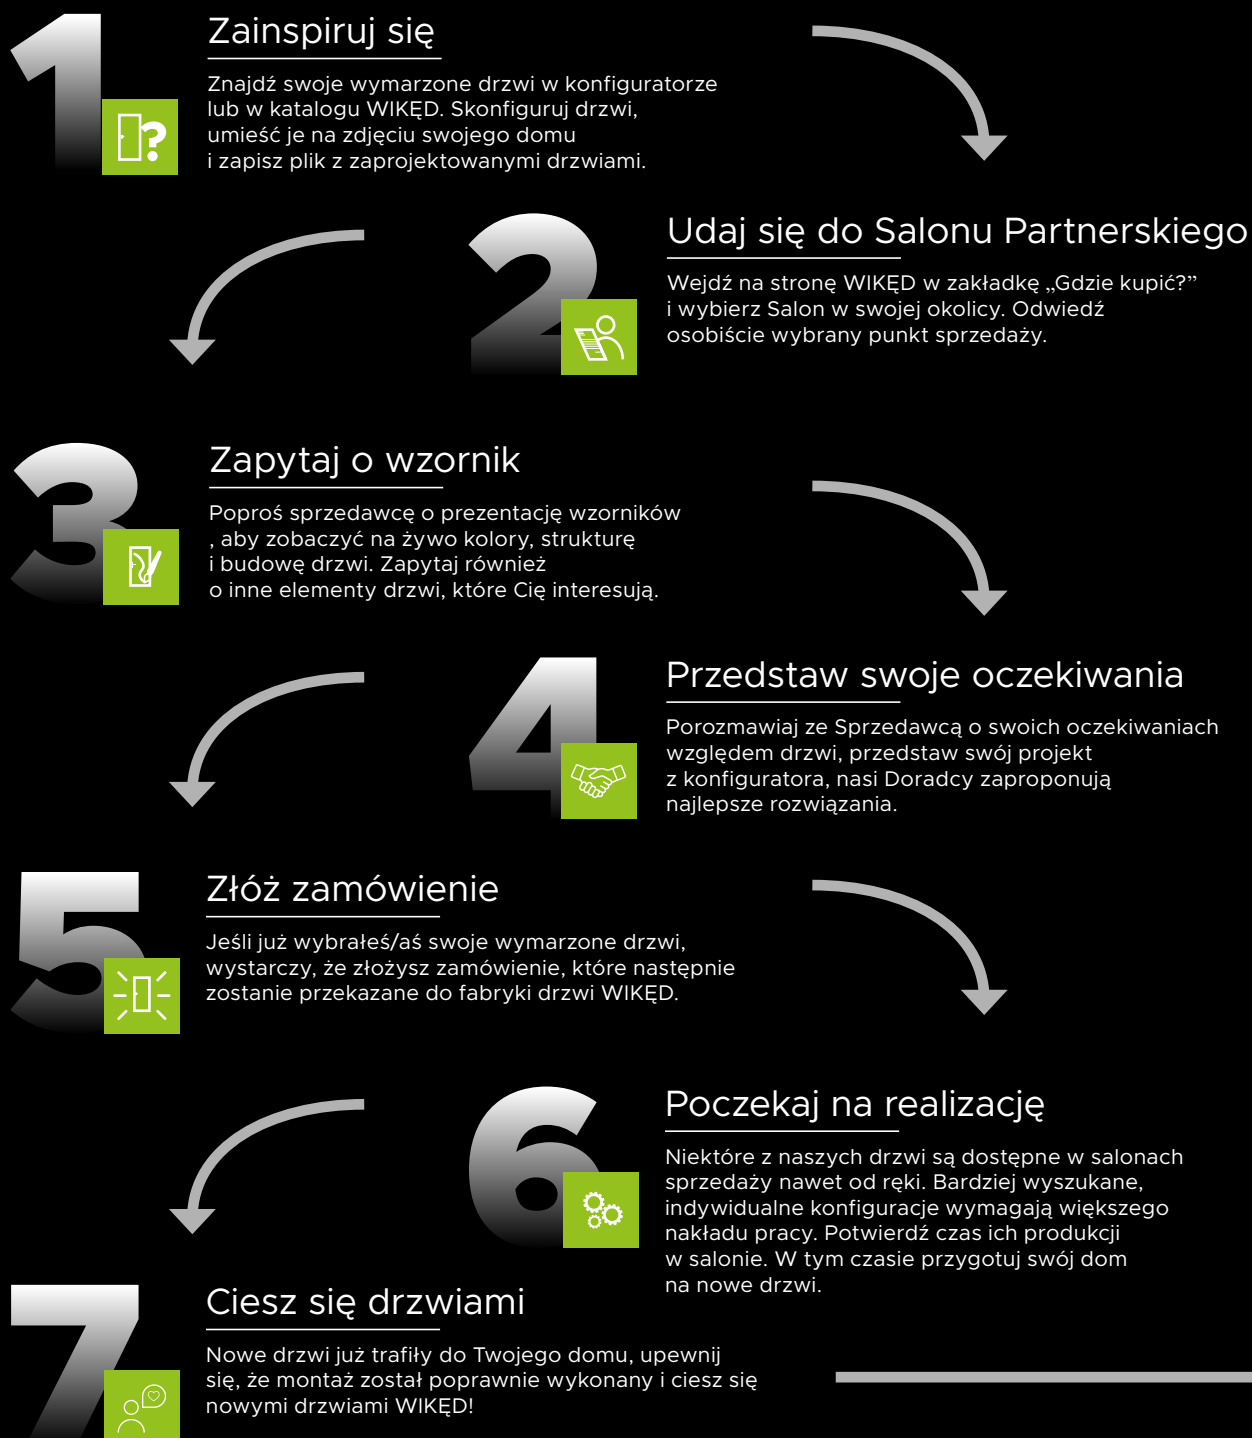 1
Zainspiruj się
Znajdź swoje wymarzone drzwi w konfiguratorze
lub w katalogu WIKĘD. Skonfiguruj drzwi,
umieść je na zdjęciu swojego domu
i zapisz plik z zaprojektowanymi drzwiami.
?
2
Udaj się do Salonu Partnerskiego
Wejdź na stronę WIKĘD w zakładkę „Gdzie kupić?”
i wybierz Salon w swojej okolicy. Odwiedź
osobiście wybrany punkt sprzedaży.
3
Zapytaj o wzornik
Poproś sprzedawcę o prezentację wzorników
, aby zobaczyć na żywo kolory, strukturę
i budowę drzwi. Zapytaj również
o inne elementy drzwi, które Cię interesują.
4
Przedstaw swoje oczekiwania
Porozmawiaj ze Sprzedawcą o swoich oczekiwaniach
względem drzwi, przedstaw swój projekt
z konfiguratora, nasi Doradcy zaproponują
najlepsze rozwiązania.
5
Złóż zamówienie
Jeśli już wybrałeś/aś swoje wymarzone drzwi,
wystarczy, że złożysz zamówienie, które następnie
zostanie przekazane do fabryki drzwi WIKĘD.
6
Poczekaj na realizację
Niektóre z naszych drzwi są dostępne w salonach
sprzedaży nawet od ręki. Bardziej wyszukane,
indywidualne konfiguracje wymagają większego
nakładu pracy. Potwierdź czas ich produkcji
w salonie. W tym czasie przygotuj swój dom
na nowe drzwi.
7
Ciesz się drzwiami
Nowe drzwi już trafiły do Twojego domu, upewnij
się, że montaż został poprawnie wykonany i ciesz się
nowymi drzwiami WIKĘD!